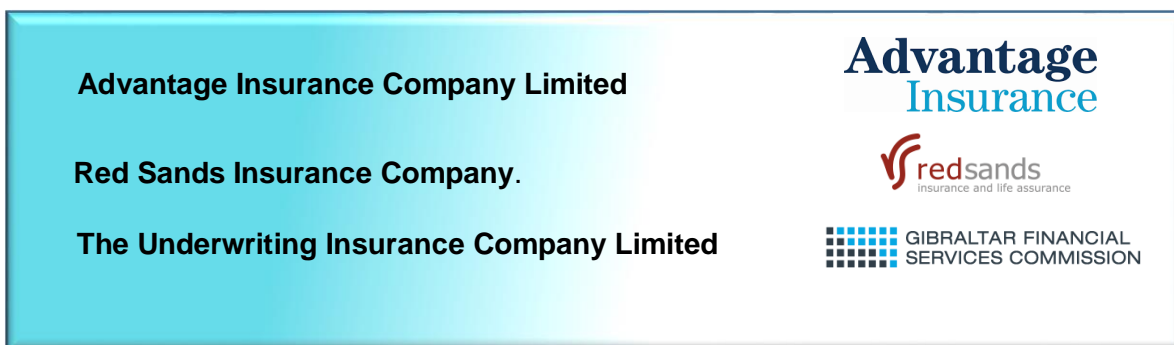 Advantage Insurance Company Limited
Advantage
Insurance
Red Sands Insurance Company.
redsands
insurance and life assurance
The Underwriting Insurance Company Limited
GIBRALTAR FINANCIAL
SERVICES COMMISSION